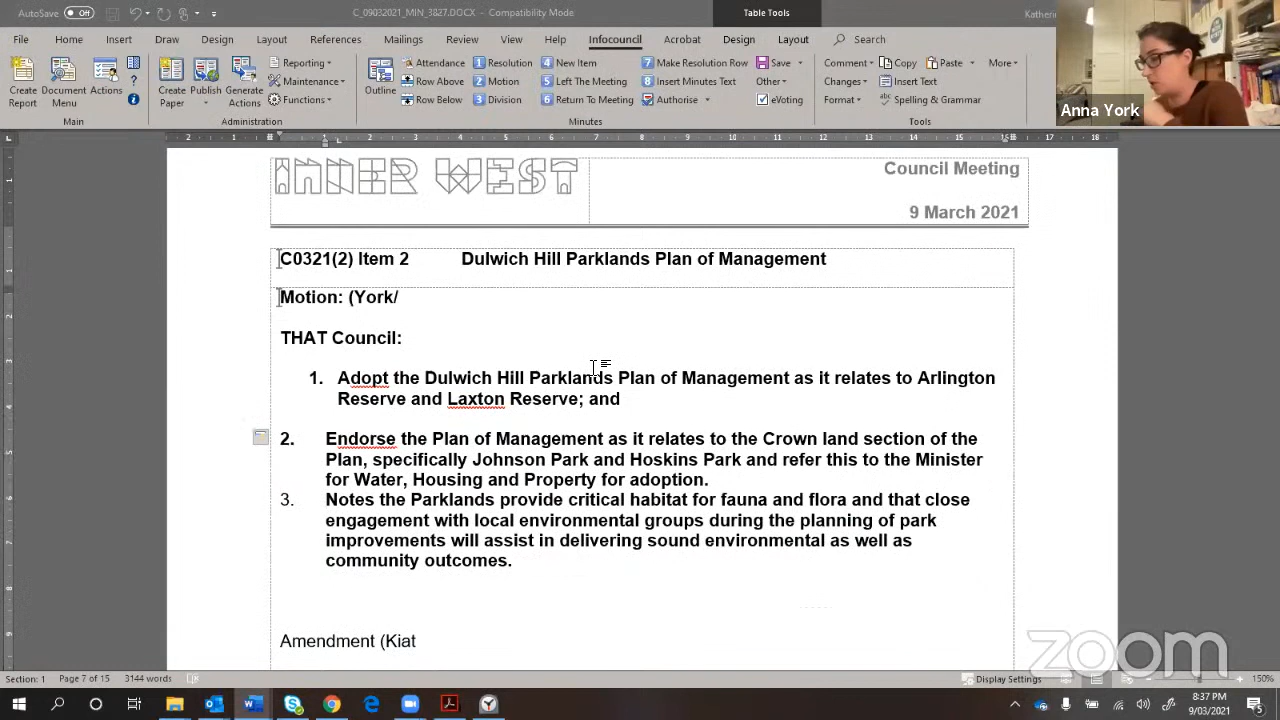 AutoSave Off C_09032021_MIN_3827.DOCX - Compatibility Mode Table Tools
File Home Insert Draw Design Layout References Mailings Review View Infocouncil Acrobat Design Layout Search
Create Report Document Menu Minutes Actions Create Paper Publish Minutes Generate Actions Reporting Maintenance Functions Outline Attendance Row Above Row Below 1 Resolution 2 Motion 3 Division 4 New Item 5 Left The Meeting 6 Return To Meeting 7 Make Resolution Row 8 Insert Minutes Text Authorise Save Other eVoting Comment Changes Format Copy Paste More Insert Text Spelling & Grammar
Main Administration Tools
Anna York
INNER WEST Council Meeting
9 March 2021
C0321(2) Item 2 Dulwich Hill Parklands Plan of Management
Motion: (York/
THAT Council:
1. Adopt the Dulwich Hill Parklands Plan of Management as it relates to Arlington
Reserve and Laxton Reserve; and
2. Endorse the Plan of Management as it relates to the Crown land section of the
Plan, specifically Johnson Park and Hoskins Park and refer this to the Minister
for Water, Housing and Property for adoption.
3. Notes the Parklands provide critical habitat for fauna and flora and that close
engagement with local environmental groups during the planning of park
improvements will assist in delivering sound environmental as well as
community outcomes.
Amendment (Kiat
zoom
Section: 1 Page 7 of 15 3144 words Display Settings 150%
8:37 PM
9/03/2021